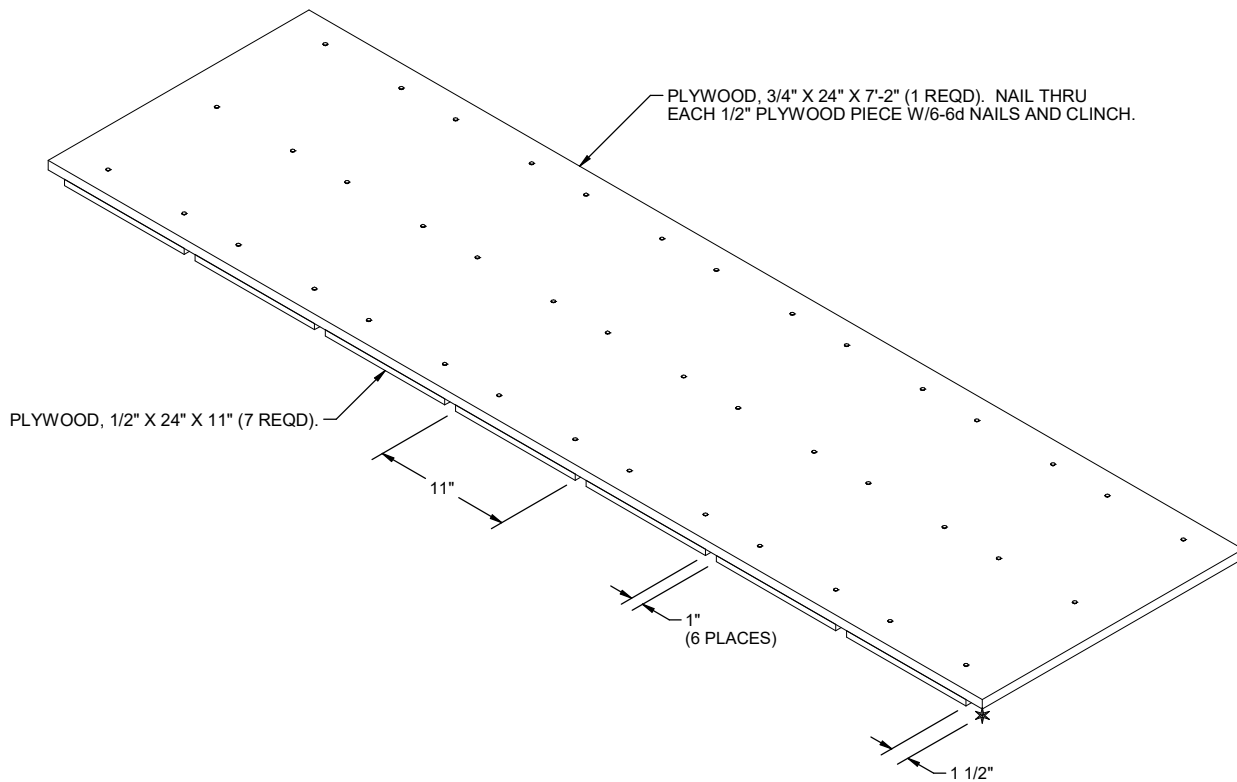 PLYWOOD, 3/4" X 24" X 7'-2" (1 REQD).  NAIL THRU
EACH 1/2" PLYWOOD PIECE W/6-6d NAILS AND CLINCH.
PLYWOOD, 1/2" X 24" X 11" (7 REQD).
11"
1"
(6 PLACES)
1 1/2"